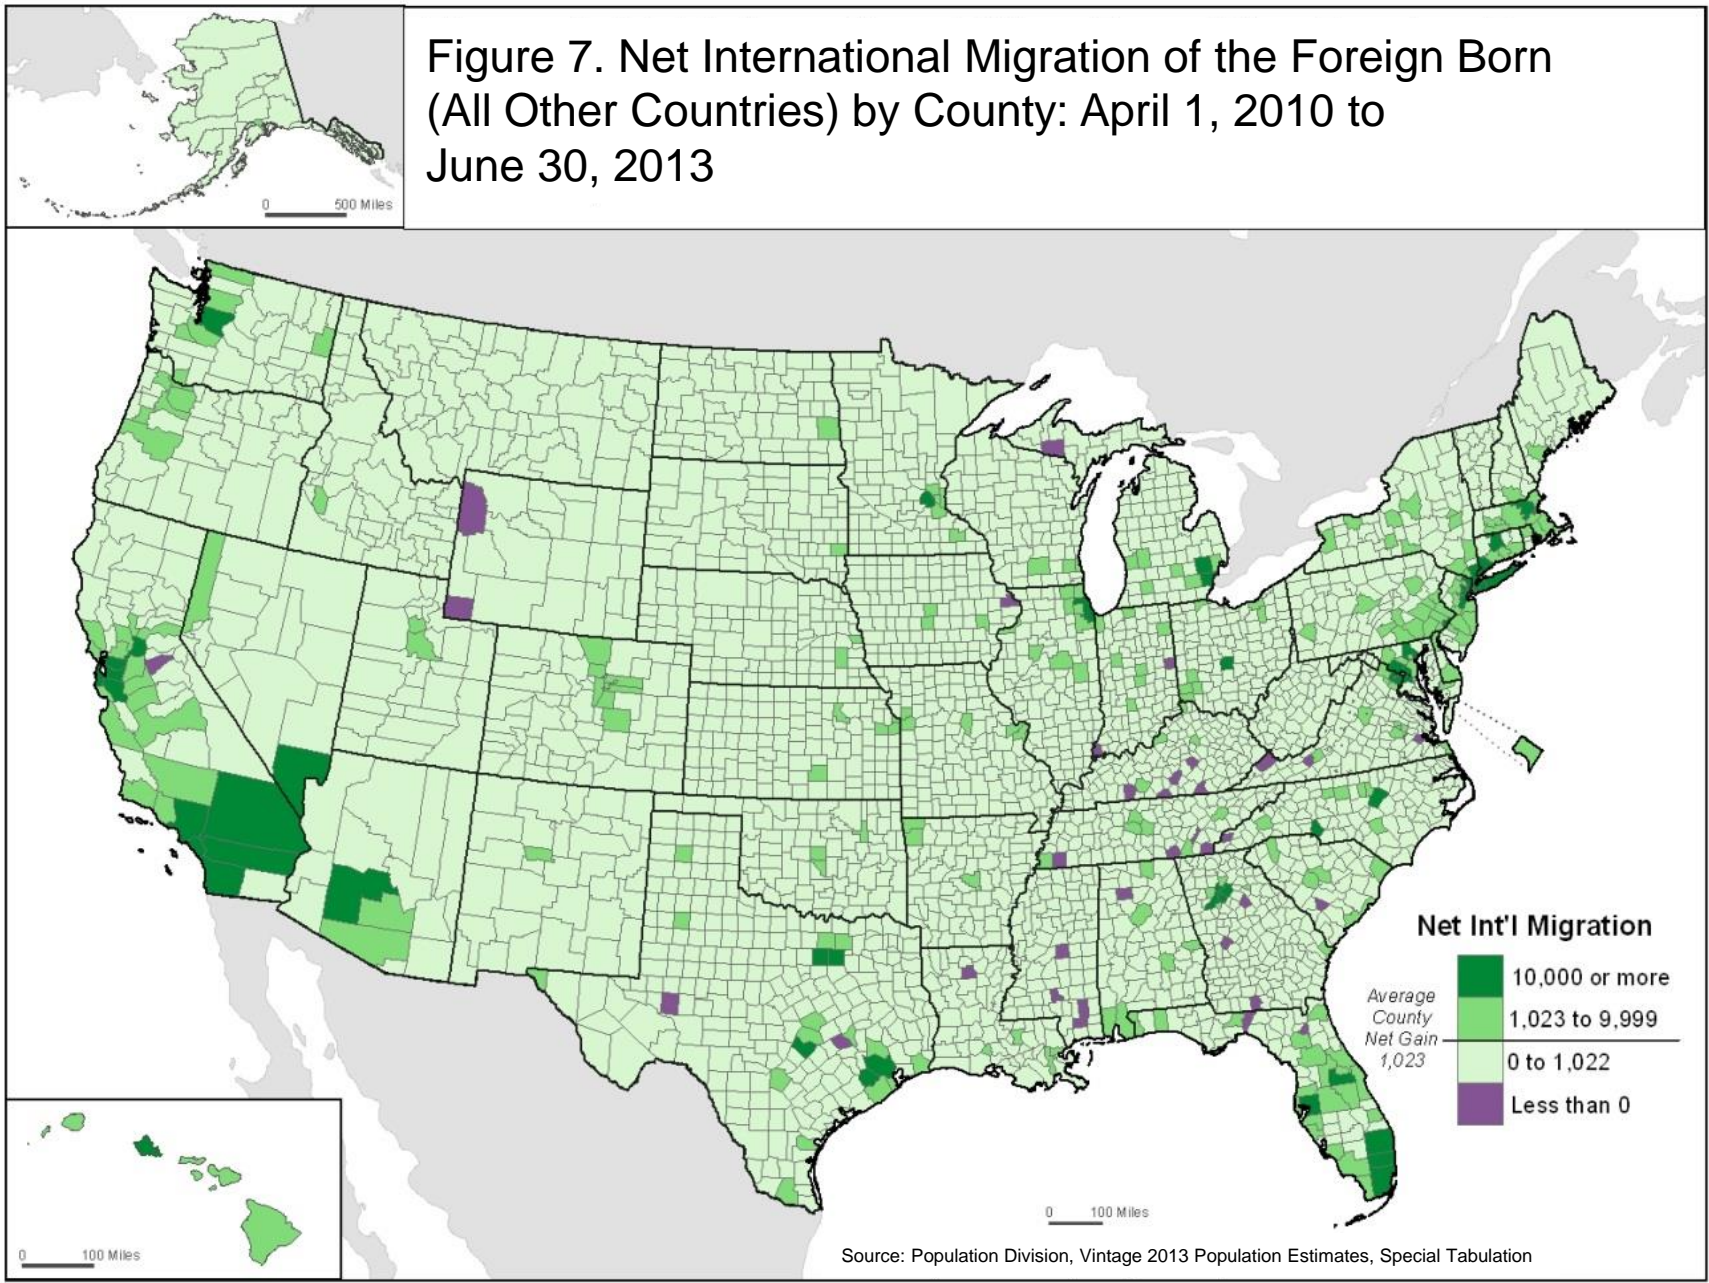 Figure 7. Net International Migration of the Foreign Born
(All Other Countries) by County: April 1, 2010 to
June 30, 2013
0 500 Miles
Net Int'l Migration
10,000 or more
1,023 to 9,999
0 to 1,022
Less than 0
Average
County
Net Gain
1,023
0 100 Miles
0 100 Miles
Source: Population Division, Vintage 2013 Population Estimates, Special Tabulation